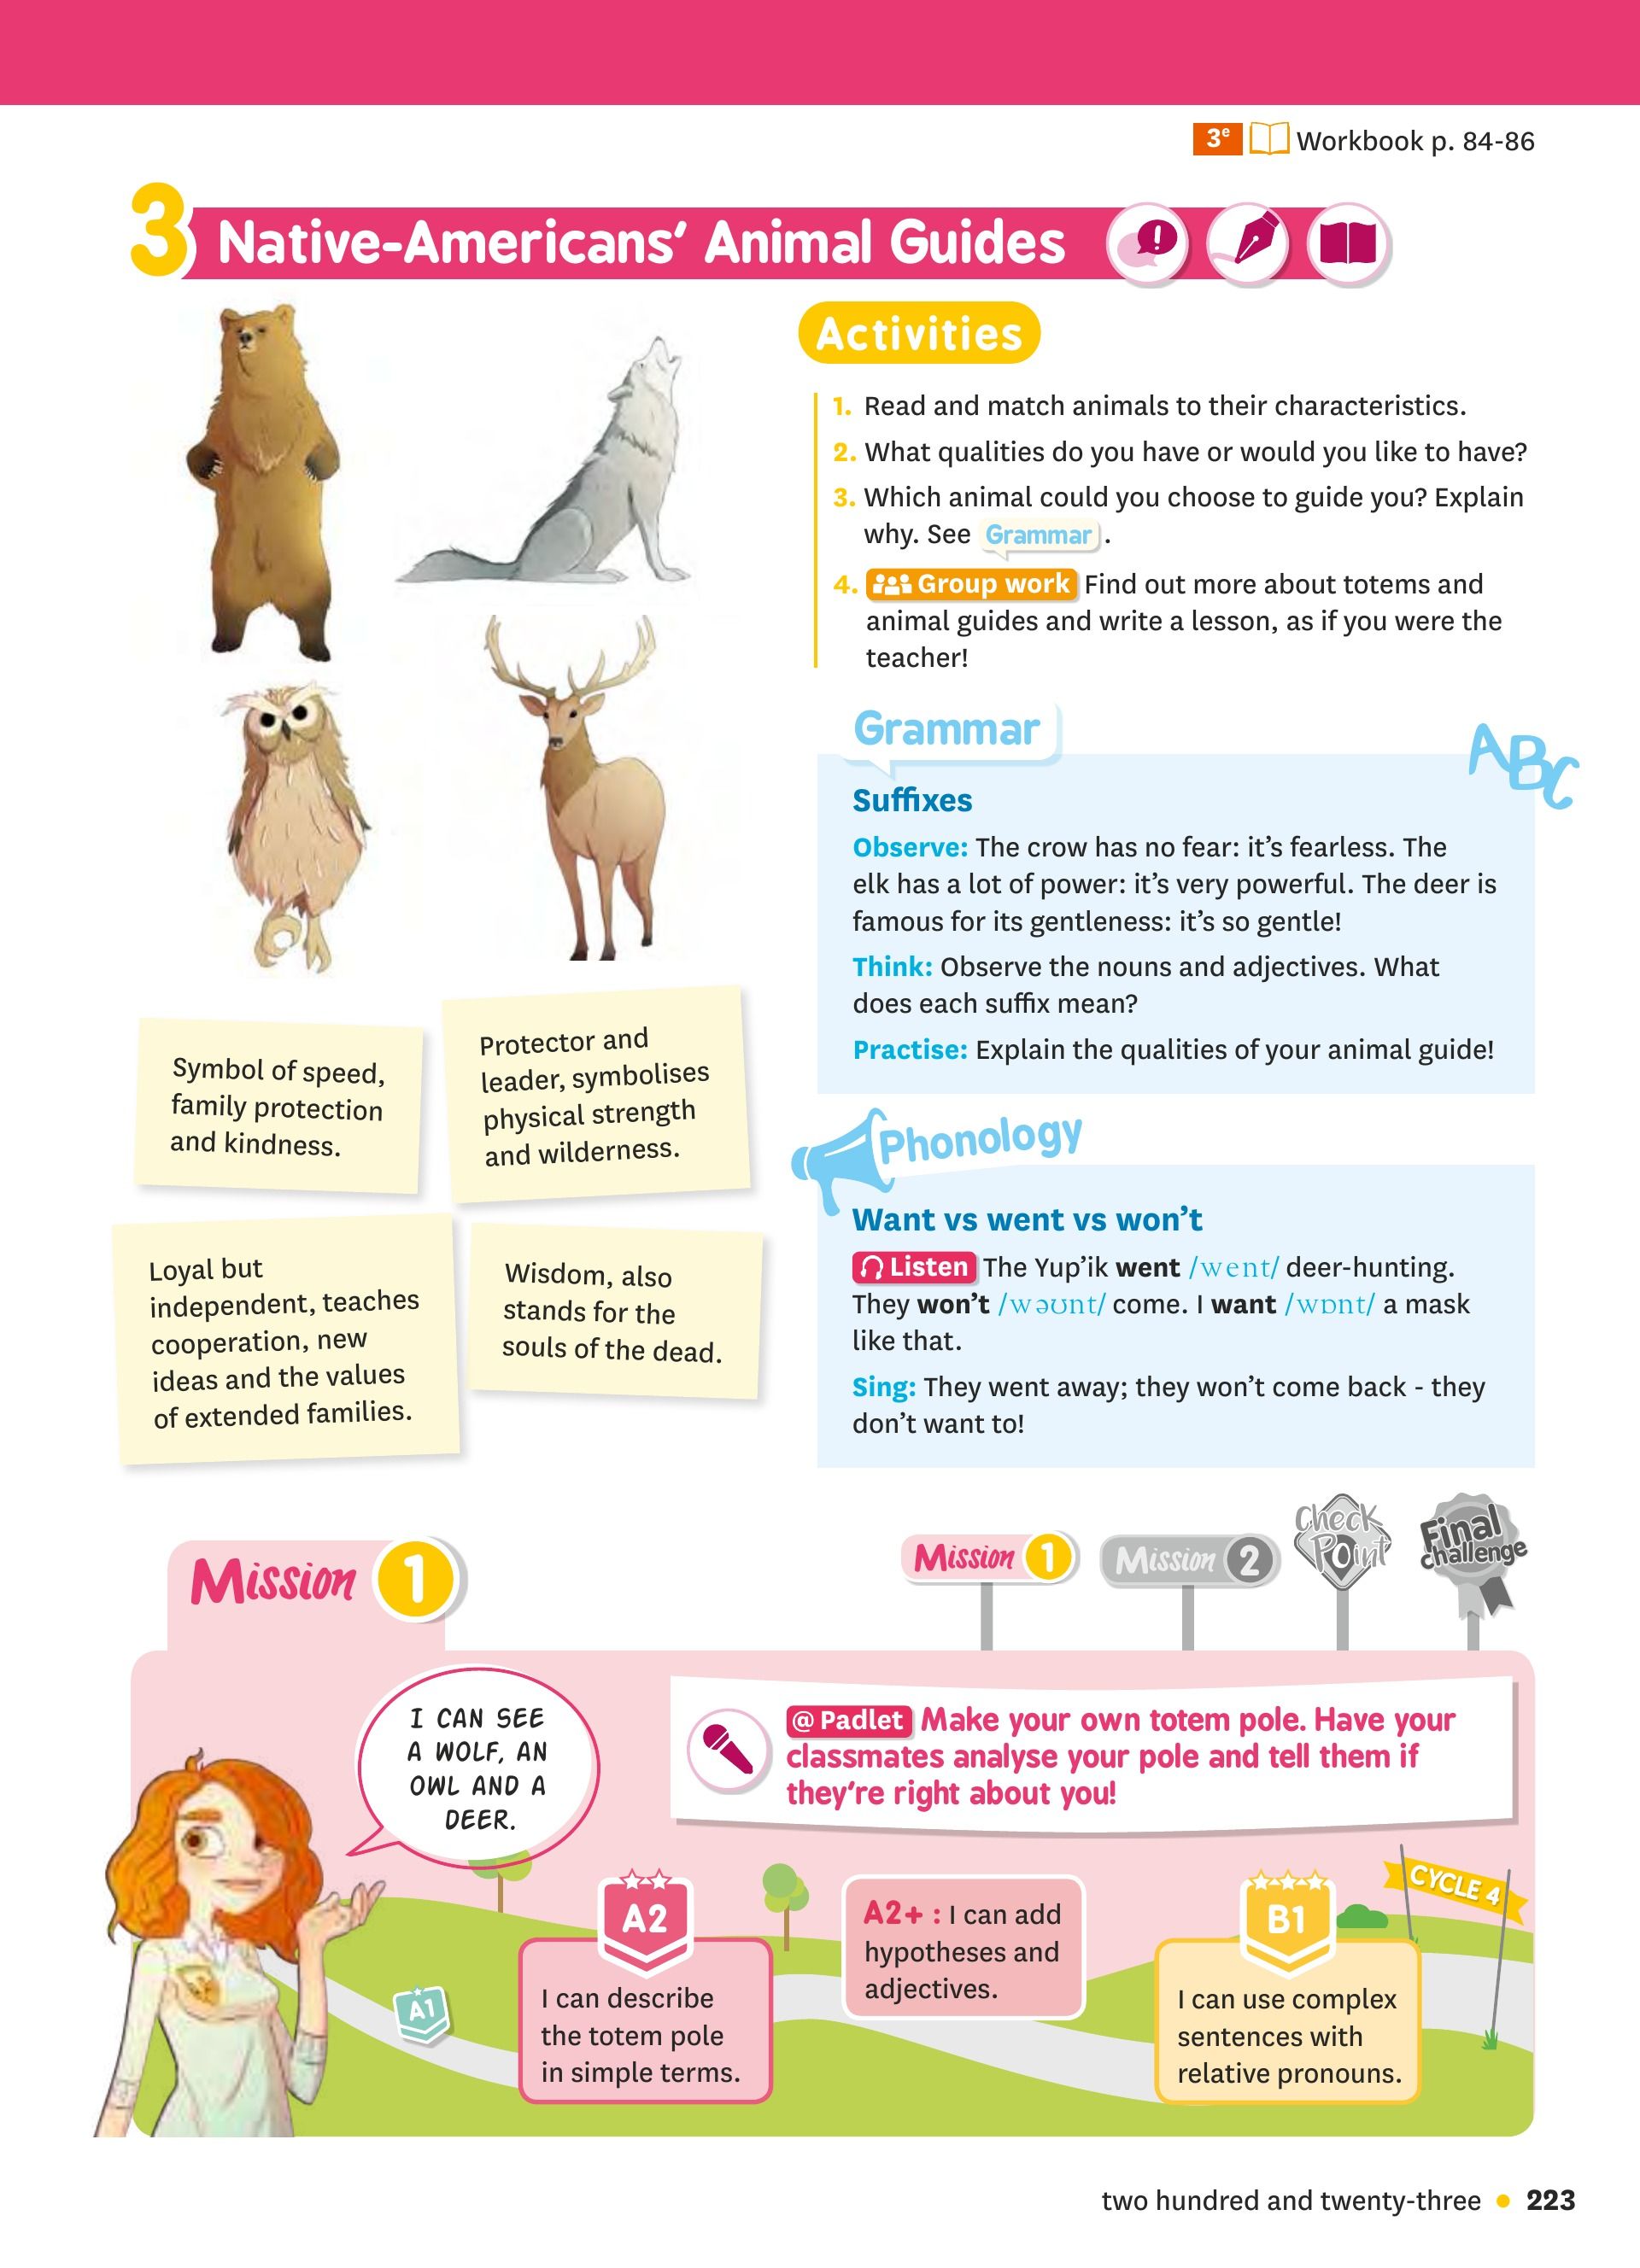 3e Workbook p. 84-86
3 Native-Americans’ Animal Guides
Activities
1. Read and match animals to their characteristics.
2. What qualities do you have or would you like to have?
3. Which animal could you choose to guide you? Explain
why. See Grammar .
4. Group work Find out more about totems and
animal guides and write a lesson, as if you were the
teacher!
Grammar
ABC
Suffixes
Observe: The crow has no fear: it’s fearless. The
elk has a lot of power: it’s very powerful. The deer is
famous for its gentleness: it’s so gentle!
Think: Observe the nouns and adjectives. What
does each suffix mean?
Practise: Explain the qualities of your animal guide!
Symbol of speed,
family protection
and kindness.
Protector and
leader, symbolises
physical strength
and wilderness.
Loyal but
independent, teaches
cooperation, new
ideas and the values
of extended families.
Wisdom, also
stands for the
souls of the dead.
Phonology
Want vs went vs won’t
Listen The Yup’ik went /went/ deer-hunting.
They won’t /wəʊnt/ come. I want /wɒnt/ a mask
like that.
Sing: They went away; they won’t come back - they
don’t want to!
Mission 1
Mission 1
Mission 2
Check
Point
Final
Challenge
I CAN SEE
A WOLF, AN
OWL AND A
DEER.
@ Padlet Make your own totem pole. Have your
classmates analyse your pole and tell them if
they’re right about you!
A1
A2
I can describe
the totem pole
in simple terms.
A2+ : I can add
hypotheses and
adjectives.
B1
I can use complex
sentences with
relative pronouns.
CYCLE 4
two hundred and twenty-three • 223